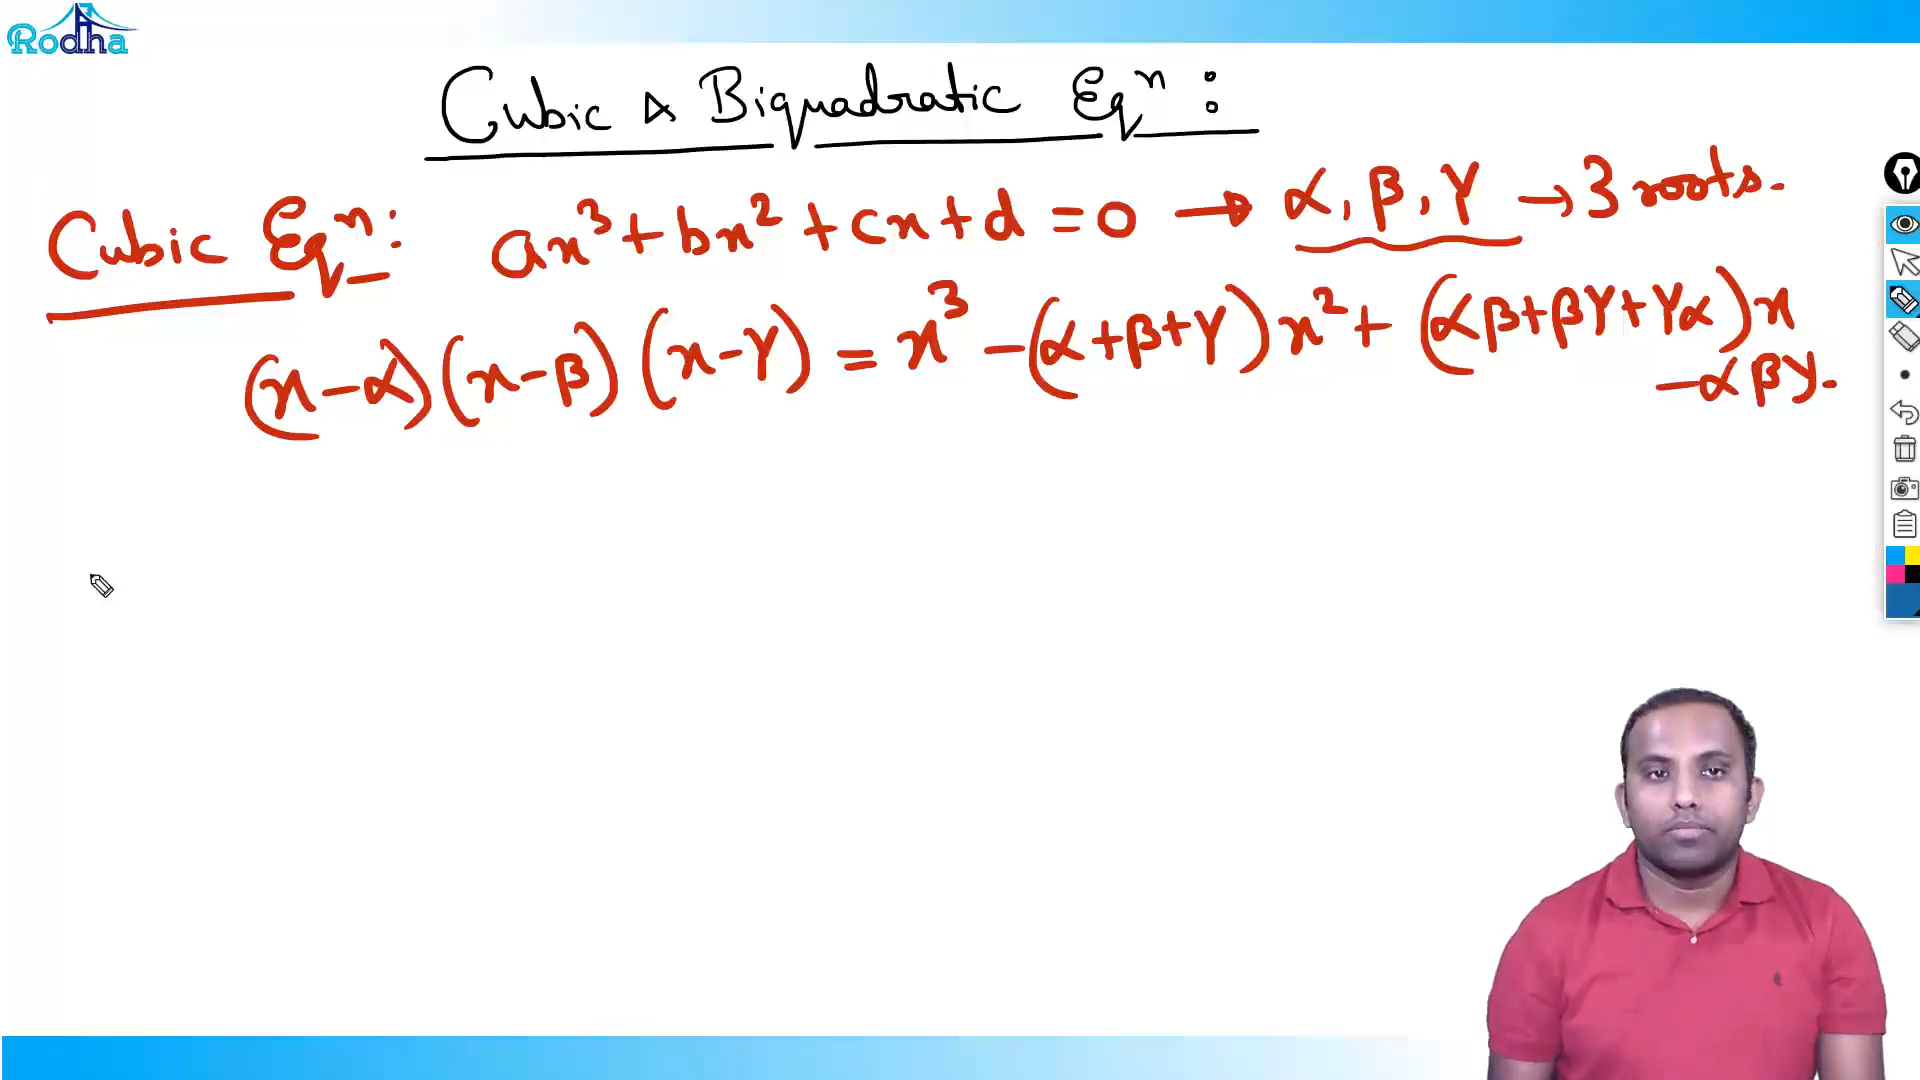 Rodha
Cubic & Biquadratic Eqⁿ :
Cubic Eqⁿ: ax³ + bx² + cx + d = 0 → α, β, γ → 3 roots.
(x-α)(x-β)(x-γ) = x³ - (α+β+γ)x² + (αβ+βγ+γα)x
-αβγ.